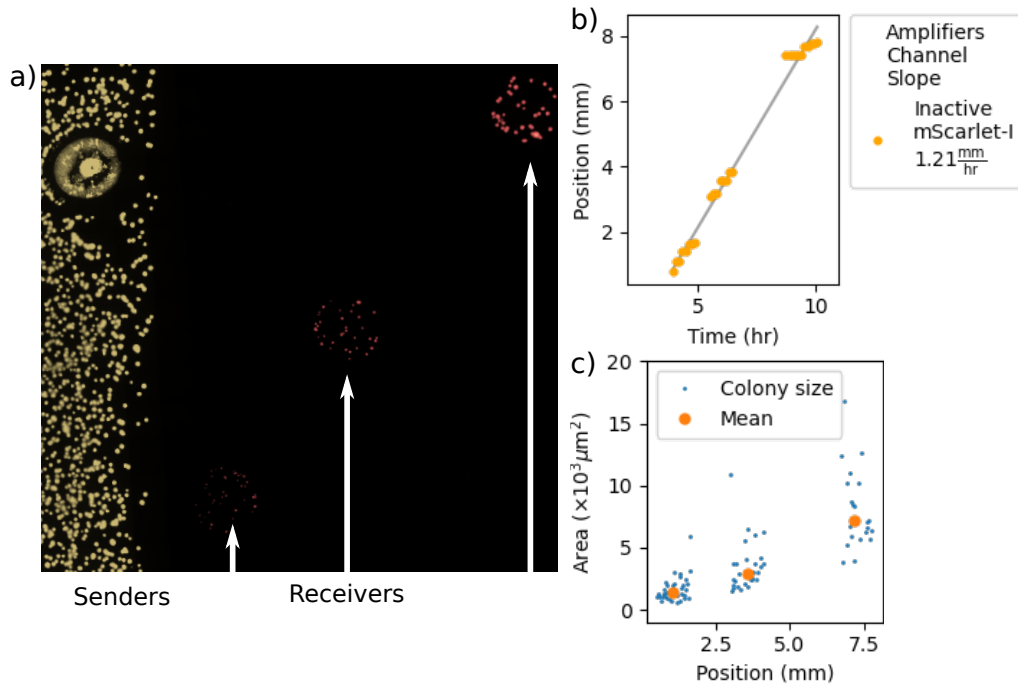 a)
Senders
Receivers
b)
8
6
4
2
Position (mm)
5 10
Time (hr)
Amplifiers
Channel
Slope
Inactive
mScarlet-I
1.21 mm/hr
c)
20
15
10
5
0
Area (×10³μm²)
2.5 5.0 7.5
Position (mm)
Colony size
Mean